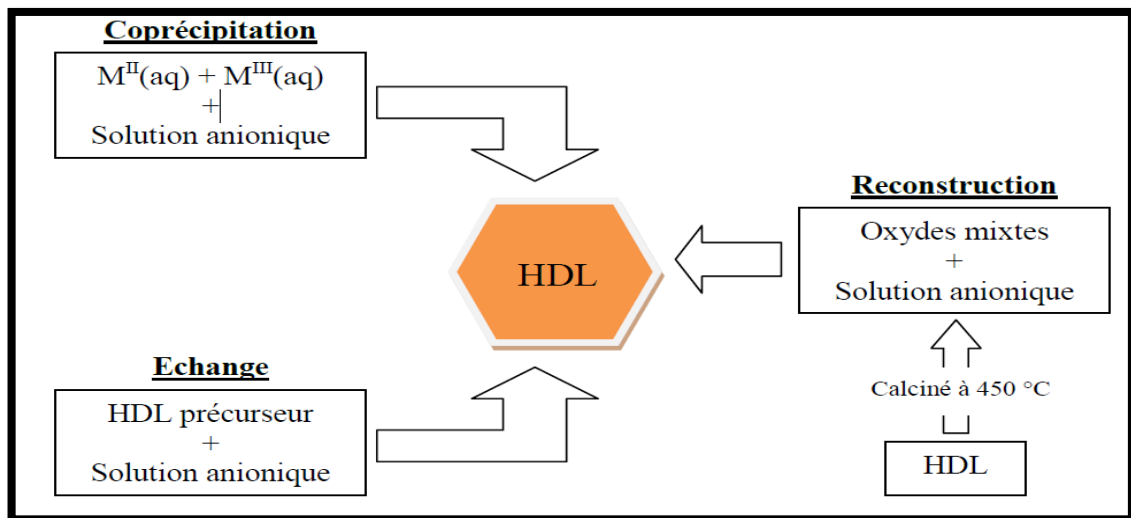 Coprécipitation
M^II(aq) + M^III(aq)
+
Solution anionique
HDL
Reconstruction
Oxydes mixtes
+
Solution anionique
Calciné à 450 °C
HDL
Echange
HDL précurseur
+
Solution anionique